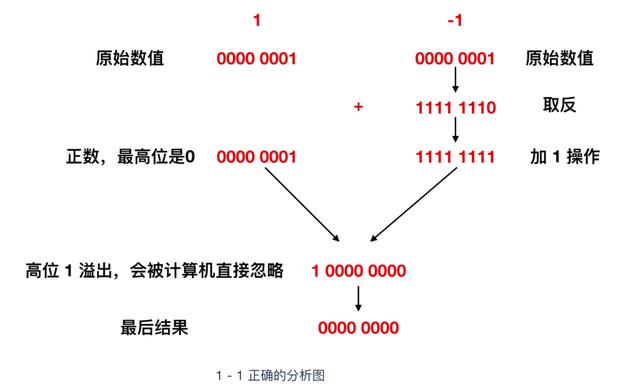 1 -1
原始数值 0000 0001 0000 0001 原始数值
+ 1111 1110 取反
正数，最高位是0 0000 0001 1111 1111 加 1 操作
高位 1 溢出，会被计算机直接忽略 1 0000 0000
最后结果 0000 0000
1 - 1 正确的分析图